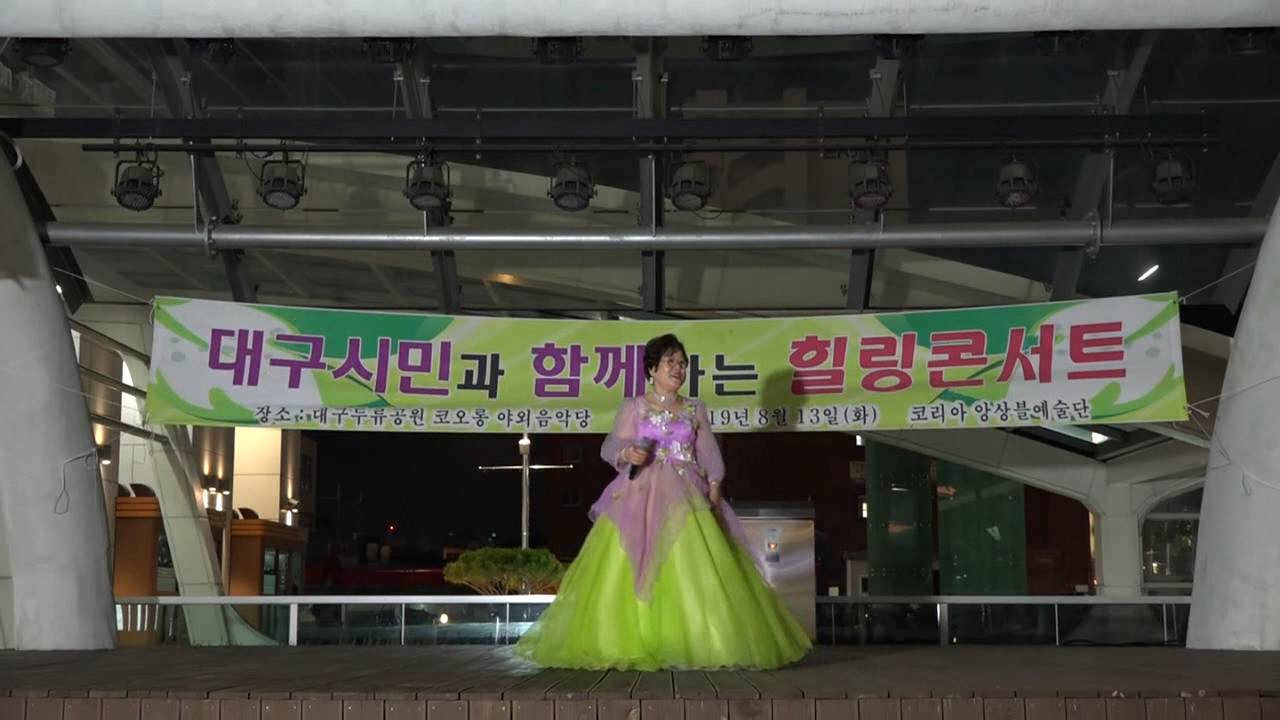 대구시민과 함께하는 힐링콘서트
장소 : 대구두류공원 코오롱 야외음악당 19년 8월 13일(화) 코리아 앙상블예술단